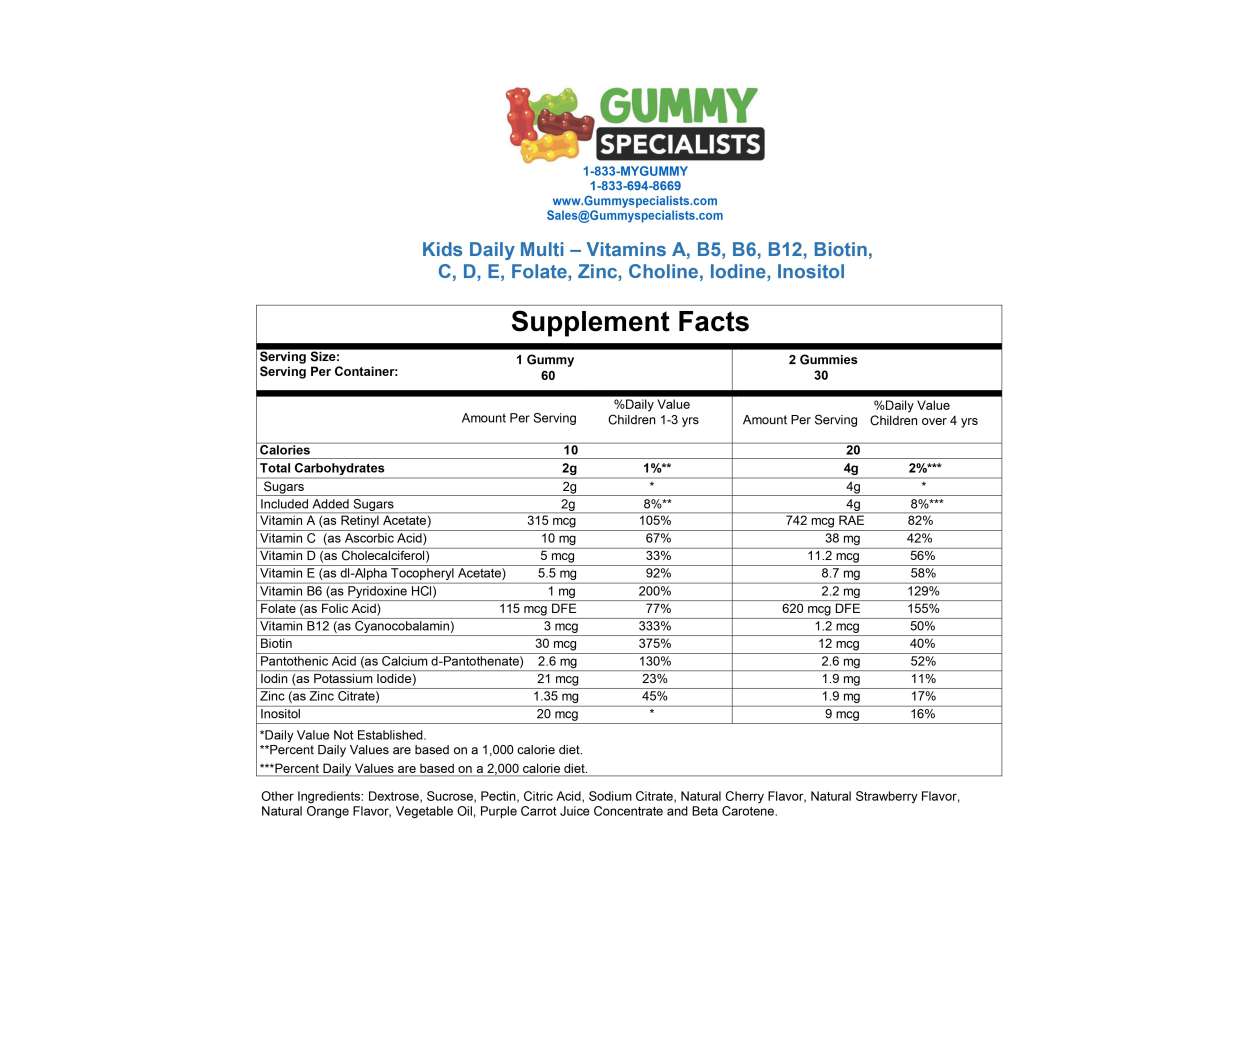 GUMMY
SPECIALISTS
1-833-MYGUMMY
1-833-694-8669
www.Gummyspecialists.com
Sales@Gummyspecialists.com
Kids Daily Multi – Vitamins A, B5, B6, B12, Biotin,
C, D, E, Folate, Zinc, Choline, Iodine, Inositol
Supplement Facts
Serving Size: 1 Gummy 2 Gummies
Serving Per Container: 60 30
Amount Per Serving %Daily Value Children 1-3 yrs Amount Per Serving %Daily Value Children over 4 yrs
Calories 10 20
Total Carbohydrates 2g 1%** 4g 2%***
Sugars 2g * 4g *
Included Added Sugars 2g 8%** 4g 8%***
Vitamin A (as Retinyl Acetate) 315 mcg 105% 742 mcg RAE 82%
Vitamin C (as Ascorbic Acid) 10 mg 67% 38 mg 42%
Vitamin D (as Cholecalciferol) 5 mcg 33% 11.2 mcg 56%
Vitamin E (as dl-Alpha Tocopheryl Acetate) 5.5 mg 92% 8.7 mg 58%
Vitamin B6 (as Pyridoxine HCl) 1 mg 200% 2.2 mg 129%
Folate (as Folic Acid) 115 mcg DFE 77% 620 mcg DFE 155%
Vitamin B12 (as Cyanocobalamin) 3 mcg 333% 1.2 mcg 50%
Biotin 30 mcg 375% 12 mcg 40%
Pantothenic Acid (as Calcium d-Pantothenate) 2.6 mg 130% 2.6 mg 52%
Iodin (as Potassium Iodide) 21 mcg 23% 1.9 mg 11%
Zinc (as Zinc Citrate) 1.35 mg 45% 1.9 mg 17%
Inositol 20 mcg * 9 mcg 16%
*Daily Value Not Established.
**Percent Daily Values are based on a 1,000 calorie diet.
***Percent Daily Values are based on a 2,000 calorie diet.
Other Ingredients: Dextrose, Sucrose, Pectin, Citric Acid, Sodium Citrate, Natural Cherry Flavor, Natural Strawberry Flavor,
Natural Orange Flavor, Vegetable Oil, Purple Carrot Juice Concentrate and Beta Carotene.